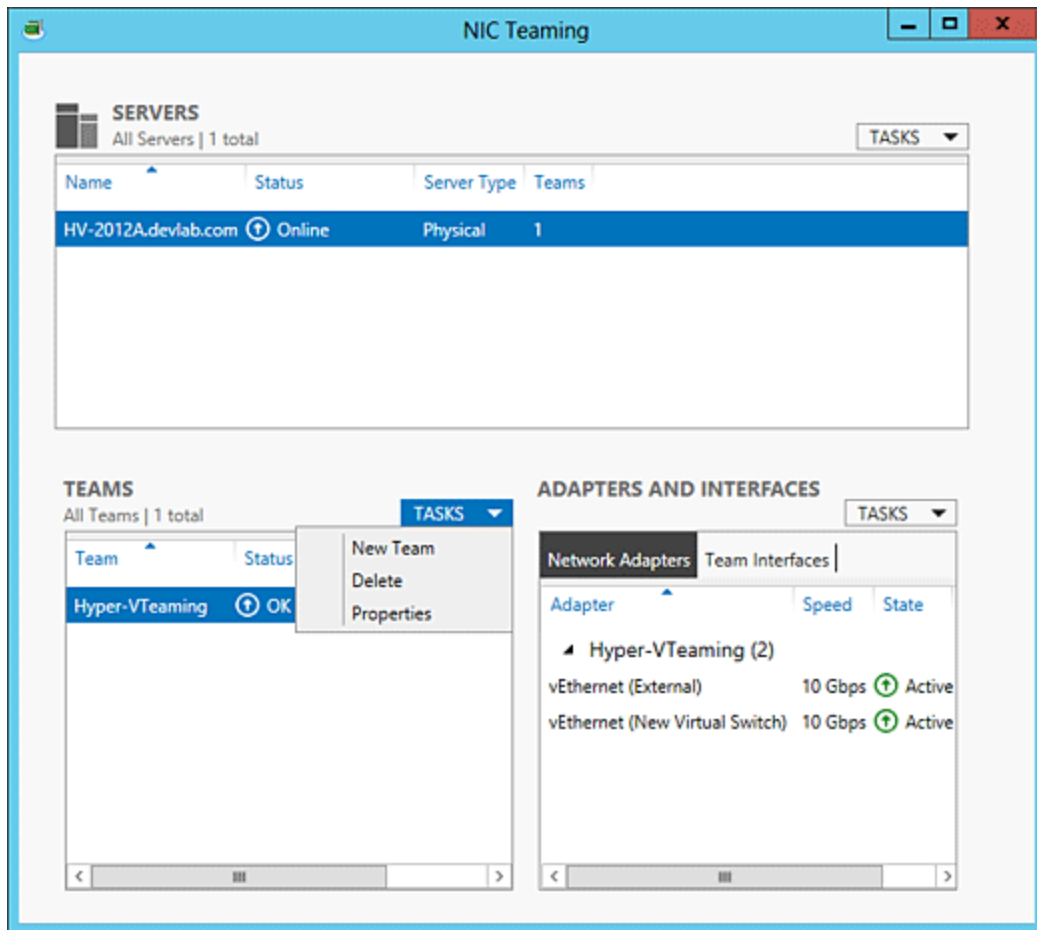 NIC Teaming
SERVERS
All Servers | 1 total
TASKS
Name Status Server Type Teams
HV-2012A.devlab.com Online Physical 1
TEAMS
All Teams | 1 total
TASKS
New Team
Delete
Properties
Team Status
Hyper-VTeaming OK
ADAPTERS AND INTERFACES
TASKS
Network Adapters Team Interfaces
Adapter Speed State
Hyper-VTeaming (2)
vEthernet (External) 10 Gbps Active
vEthernet (New Virtual Switch) 10 Gbps Active